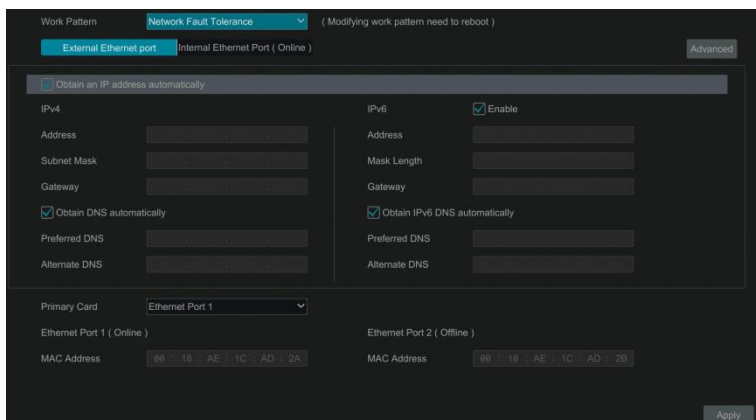 Work Pattern Network Fault Tolerance ( Modifying work pattern need to reboot )
External Ethernet port Internal Ethernet Port ( Online ) Advanced
Obtain an IP address automatically
IPv4 IPv6 Enable
Address . . . Address
Subnet Mask . . . Mask Length
Gateway . . . Gateway
Obtain DNS automatically Obtain IPv6 DNS automatically
Preferred DNS . . . Preferred DNS
Alternate DNS . . . Alternate DNS
Primary Card Ethernet Port 1
Ethernet Port 1 ( Online ) Ethernet Port 2 ( Offline )
MAC Address 00 : 18 : AE : 1C : AD : 2A MAC Address 00 : 18 : AE : 1C : AD : 2B
Apply